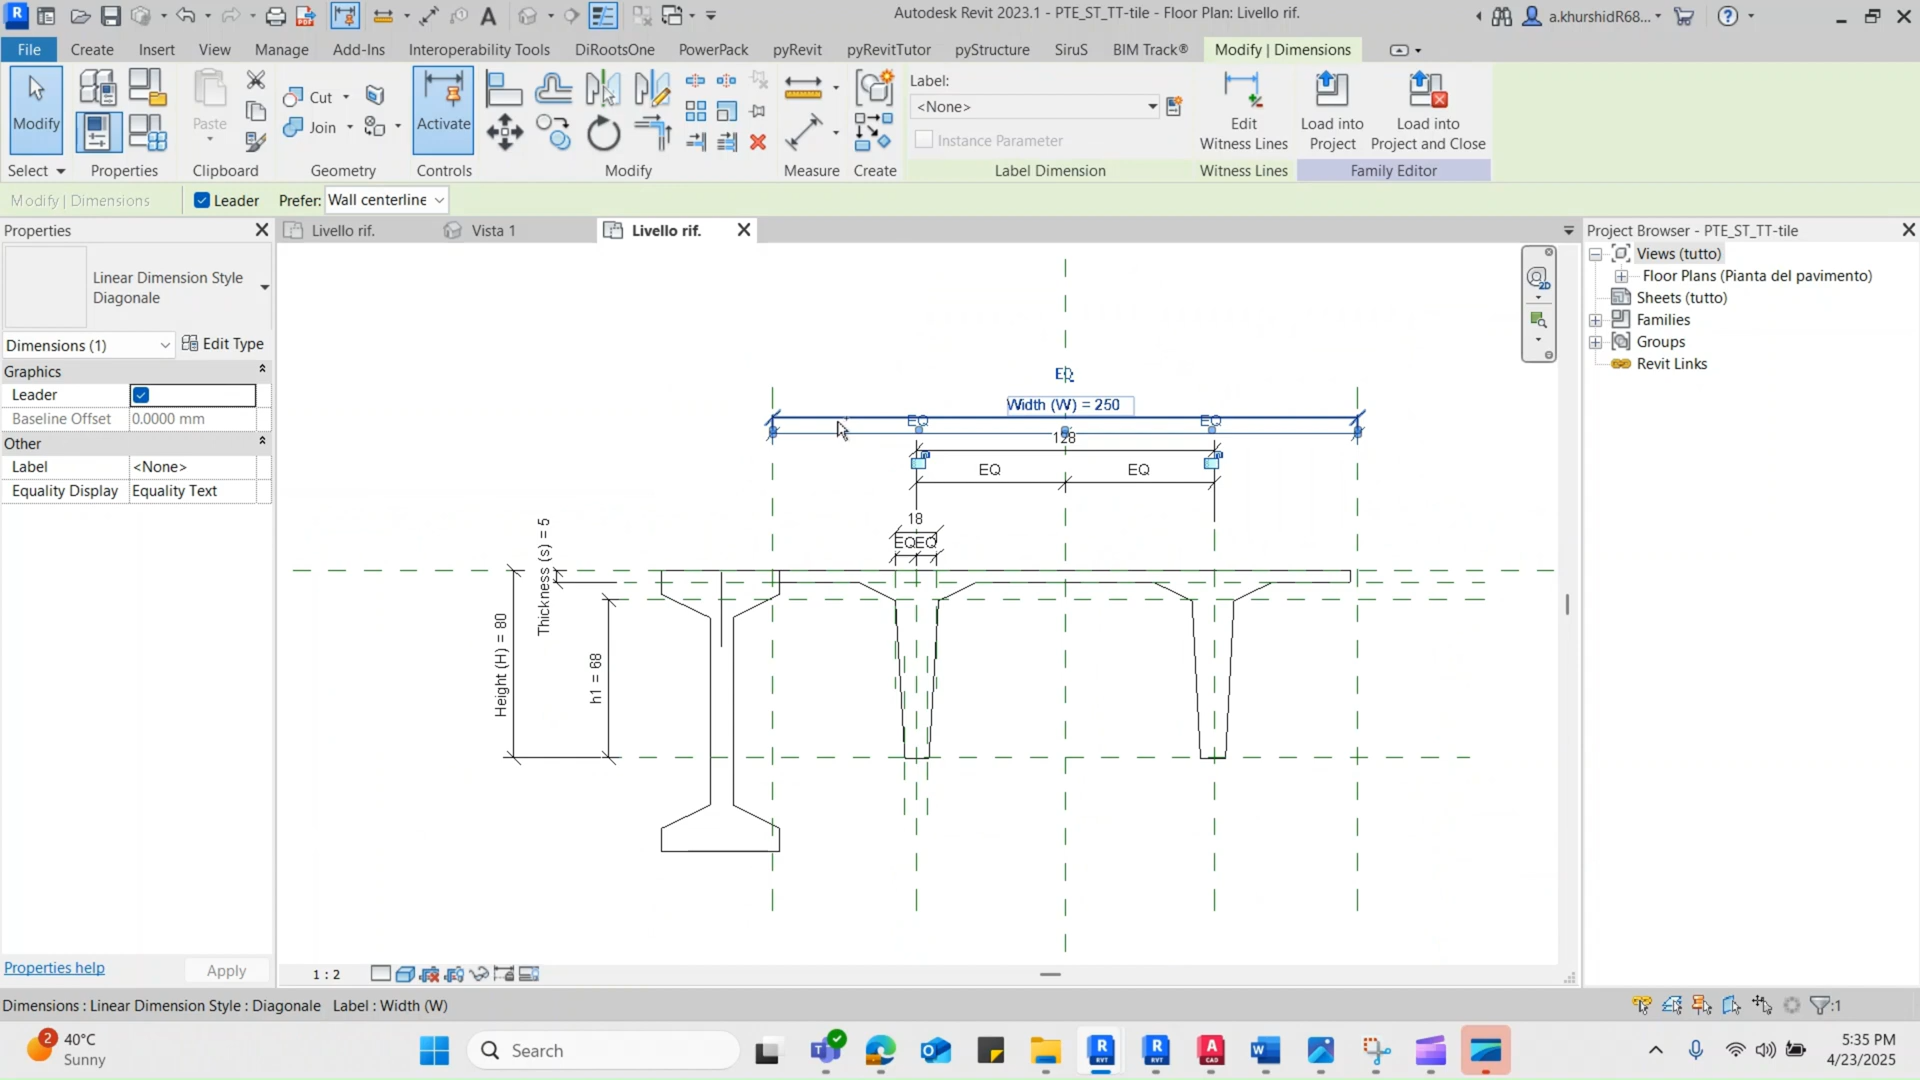 Autodesk Revit 2023.1 - PTE_ST_TT-tile - Floor Plan: Livello rif.
a.khurshidR68...
File Create Insert View Manage Add-Ins Interoperability Tools DiRootsOne PowerPack pyRevit pyRevitTutor pyStructure SiruS BIM Track® Modify | Dimensions
Modify
Paste
Cut
Join
Activate
Label:
<None>
Instance Parameter
Edit
Witness Lines
Load into
Project
Load into
Project and Close
Select Properties Clipboard Geometry Controls Modify Measure Create Label Dimension Witness Lines Family Editor
Modify | Dimensions Leader Prefer: Wall centerline
Properties
Livello rif. Vista 1 Livello rif.
Project Browser - PTE_ST_TT-tile
Linear Dimension Style
Diagonale
Dimensions (1) Edit Type
Graphics
Leader
Baseline Offset 0.0000 mm
Other
Label <None>
Equality Display Equality Text
Properties help Apply
Views (tutto)
Floor Plans (Pianta del pavimento)
Sheets (tutto)
Families
Groups
Revit Links
2D
EQ
Width (W) = 250
EQ EQ
128
EQ EQ
18
EQ EQ
Thickness (s) = 5
Height (H) = 80
h1 = 68
1 : 2
Dimensions : Linear Dimension Style : Diagonale Label : Width (W)
:1
2
40°C
Sunny
Search
5:35 PM
4/23/2025